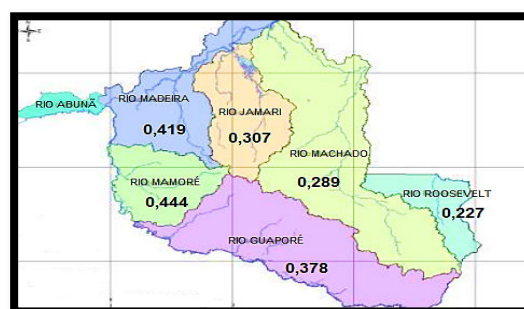 RIO ABUNÃ
RIO MADEIRA
0,419
RIO JAMARI
0,307
RIO MACHADO
0,289
RIO MAMORÉ
0,444
RIO ROOSEVELT
0,227
RIO GUAPORÉ
0,378